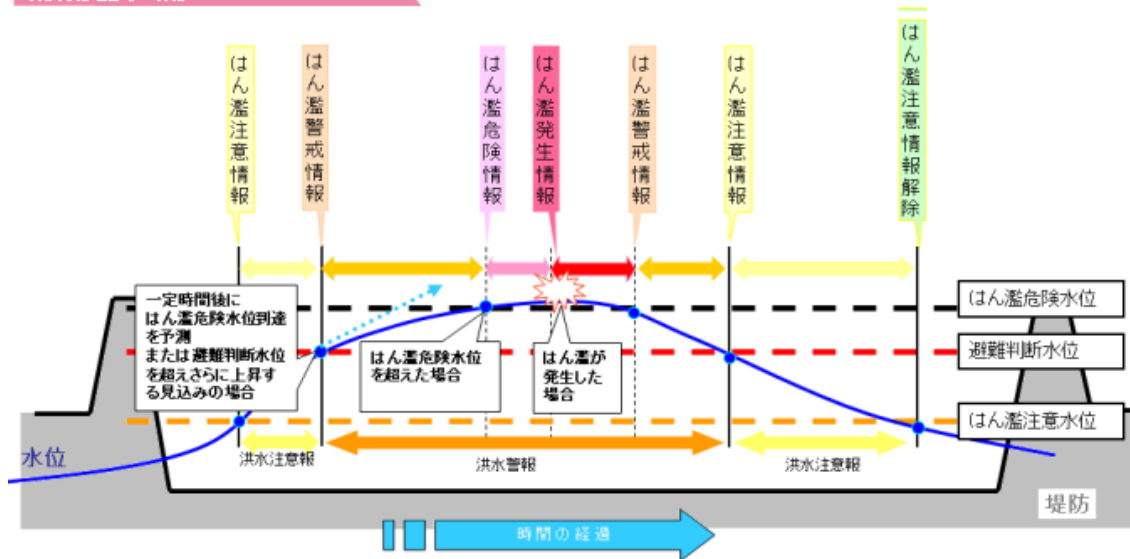 はん濫注意情報
はん濫警戒情報
はん濫危険情報
はん濫発生情報
はん濫警戒情報
はん濫注意情報
はん濫注意情報解除
一定時間後に
はん濫危険水位到達
を予測
または避難判断水位
を超えさらに上昇す
る見込みの場合
はん濫危険水位
を超えた場合
はん濫が
発生した
場合
はん濫危険水位
避難判断水位
はん濫注意水位
水位
洪水注意報
洪水警報
洪水注意報
堤防
時間の経過